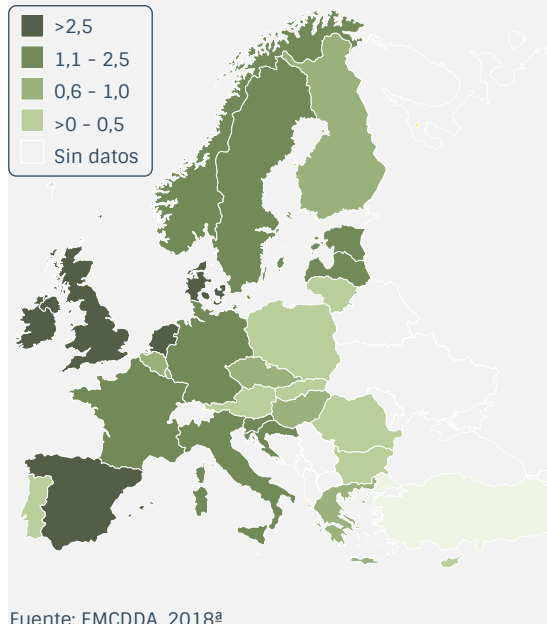 >2,5
1,1 - 2,5
0,6 - 1,0
>0 - 0,5
Sin datos
Fuente: EMCDDA, 2018ª